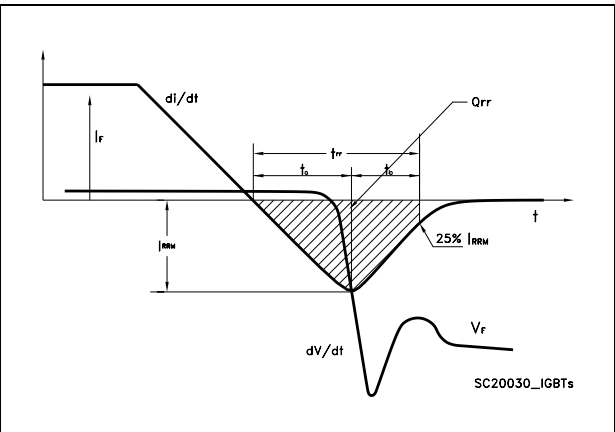 di/dt
Qrr
IF
trr
ta
tb
t
IRRM
25% IRRM
VF
dV/dt
SC20030_IGBTs